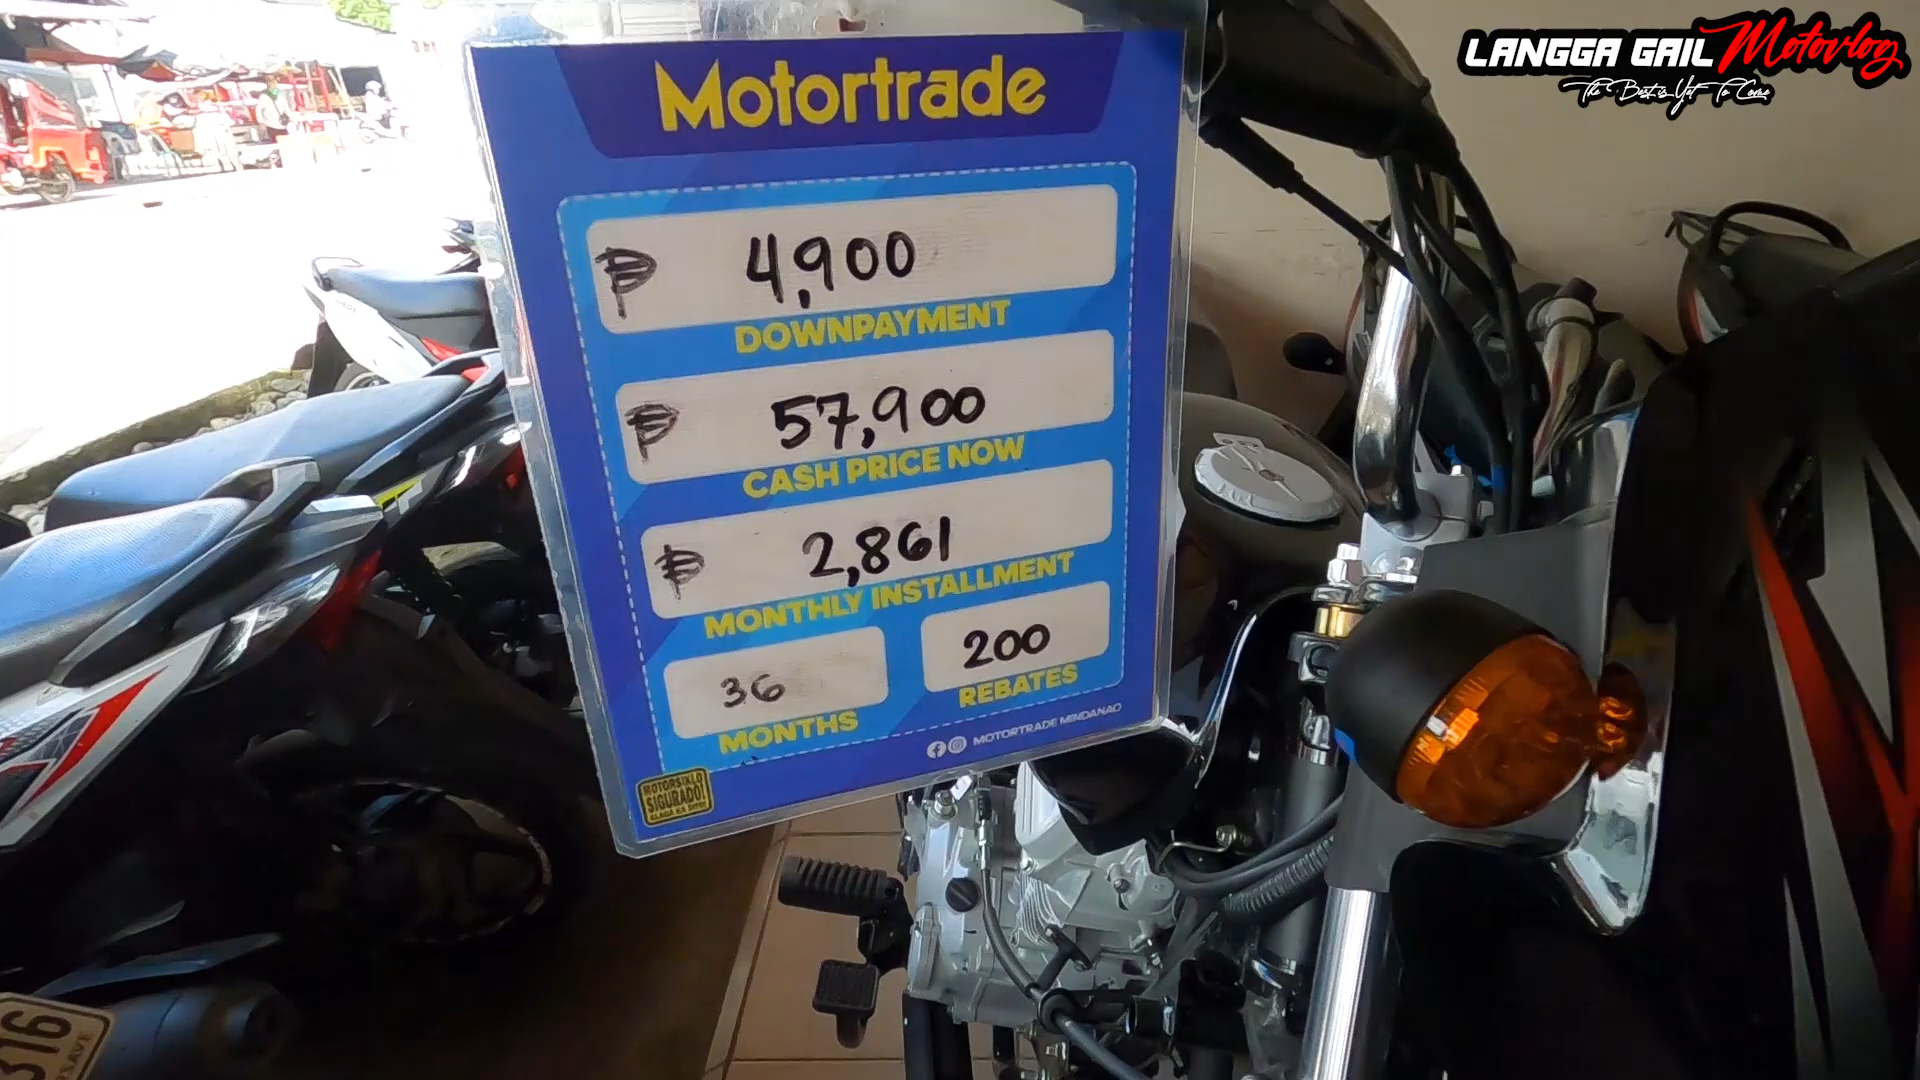 LANGGA GAIL Motovlog
The Best is Yet To Come
Motortrade
₱ 4,900
DOWNPAYMENT
₱ 57,900
CASH PRICE NOW
₱ 2,861
MONTHLY INSTALLMENT
36
MONTHS
200
REBATES
MOTORTRADE MINDANAO
MOTORSIKLO
SIGURADO!
316